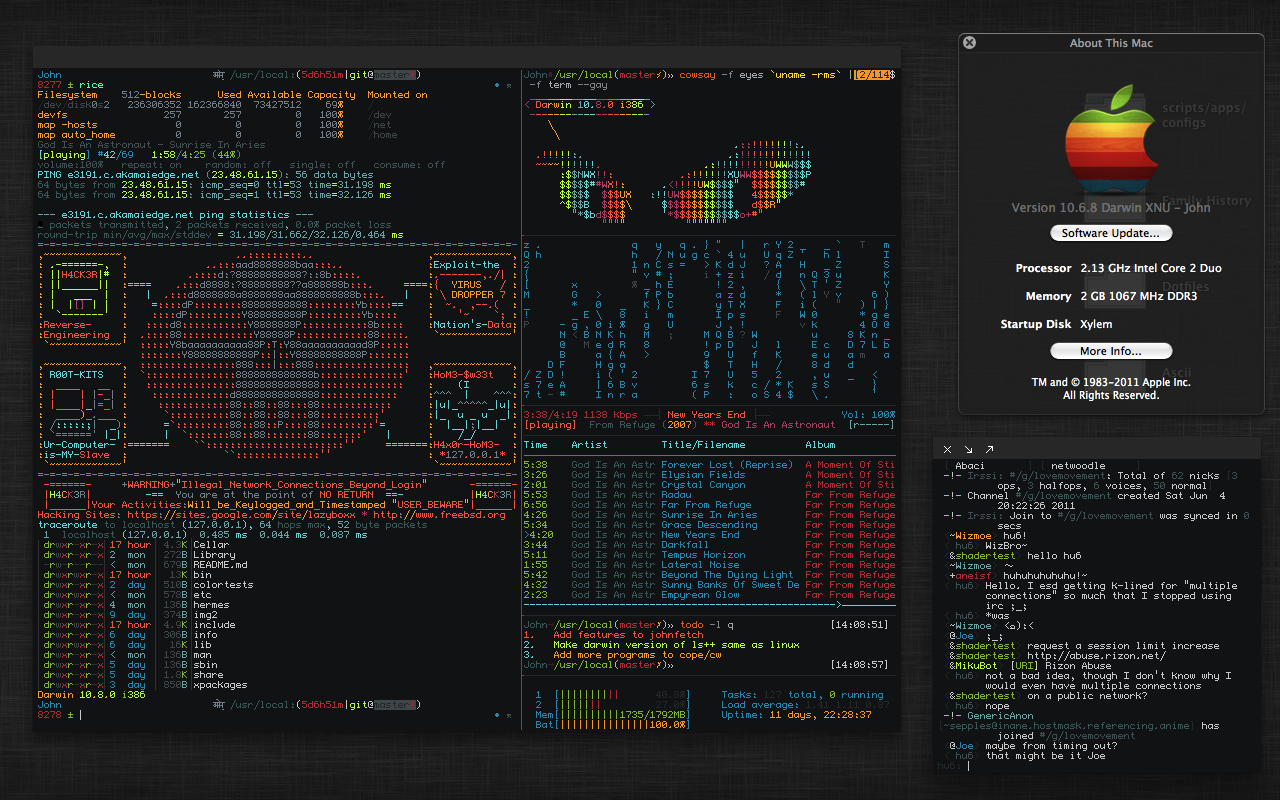 John /usr/local:(5d6h51m|git@master*)
8277 ± rice
Filesystem 512-blocks Used Available Capacity Mounted on
/dev/disk0s2 236306352 162366840 73427512 69% /
devfs 257 257 0 100% /dev
map -hosts 0 0 0 100% /net
map auto_home 0 0 0 100% /home
God Is An Astronaut - Sunrise In Aries
[playing] #42/69 1:58/4:25 (44%)
volume:100% repeat: on random: off single: off consume: off
PING e3191.c.akamaiedge.net (23.48.61.15): 56 data bytes
64 bytes from 23.48.61.15: icmp_seq=0 ttl=53 time=31.198 ms
64 bytes from 23.48.61.15: icmp_seq=1 ttl=53 time=32.126 ms
--- e3191.c.akamaiedge.net ping statistics ---
2 packets transmitted, 2 packets received, 0.0% packet loss
round-trip min/avg/max/stddev = 31.198/31.662/32.126/0.464 ms
H4CK3R
Reverse-
Engineering
Exploit-the
YIRUS
DROPPER ?
Nation's-Data
R00T-KITS
Ur-Computer-
is-MY-Slave
HoM3-$w33t
H4x0r-HoM3-
*127.0.0.1*
+WARNING+"Illegal_Network_Connections_Beyond_Login"
|H4CK3R| -== You are at the point of NO RETURN ==- |H4CK3R|
Your Activities:Will_be_Keylogged_and_Timestamped "USER_BEWARE"
HacKing Sites: https://sites.google.com/site/lazyboxx * http://www.freebsd.org
traceroute to localhost (127.0.0.1), 64 hops max, 52 byte packets
1 localhost (127.0.0.1) 0.485 ms 0.044 ms 0.087 ms
drwxr-xr-x 17 hour 4.3K Cellar
drwxr-xr-x 2 mon 272B Library
-rw-r--r-- < mon 679B README.md
drwxr-xr-x 17 hour 13K bin
drwxr-xr-x 2 day 510B colortests
drwxr-xr-x < mon 578B etc
drwxr-xr-x 4 mon 136B hermes
drwxr-xr-x 9 day 374B img2
drwxr-xr-x 17 hour 4.9K include
drwxr-xr-x 6 day 306B info
drwxr-xr-x 6 day 16K lib
drwxr-xr-x < mon 442B man
drwxr-xr-x < mon 136B sbin
drwxr-xr-x 5 day 1.8K share
drwxr-xr-x 3 day 850B xpackages
Darwin 10.8.0 i386
John /usr/local:(5d6h51m|git@master*)
8278 ±
John /usr/local(master⚡)» cowsay -f eyes `uname -rms` |[2/114$
-f term --gay
< Darwin 10.8.0 i386 >
3:38/4:19 1138 Kbps New Years End Vol: 100%
[playing] From Refuge (2007) ** God Is An Astronaut [r-----]
Time Artist Title/Filename Album
5:38 God Is An Astr Forever Lost (Reprise) A Moment Of Sti
3:26 God Is An Astr Elysian Fields A Moment Of Sti
2:01 God Is An Astr Crystal Canyon A Moment Of Sti
5:53 God Is An Astr Radau Far From Refuge
6:56 God Is An Astr Far From Refuge Far From Refuge
4:26 God Is An Astr Sunrise In Aries Far From Refuge
5:34 God Is An Astr Grace Descending Far From Refuge
>4:20 God Is An Astr New Years End Far From Refuge
3:44 God Is An Astr Darkfall Far From Refuge
5:11 God Is An Astr Tempus Horizon Far From Refuge
1:55 God Is An Astr Lateral Noise Far From Refuge
5:42 God Is An Astr Beyond The Dying Light Far From Refuge
4:32 God Is An Astr Sunny Banks Of Sweet De Far From Refuge
2:23 God Is An Astr Empyrean Glow Far From Refuge
John /usr/local(master⚡)» todo -l q [14:08:51]
1. Add features to johnfetch
2. Make darwin version of ls++ same as linux
3. Add more programs to cope/cw
John /usr/local(master⚡)» [14:08:57]
1 [||||||||| 40.8%] Tasks: 127 total, 0 running
2 [|||||| 27.0%] Load average: 1.41 1.11 0.87
Mem[||||||||||1735/1792MB] Uptime: 11 days, 22:28:37
Bat[|||||||||||||||100.0%]
About This Mac
scripts/apps/
configs
Family History
Version 10.6.8 Darwin XNU – John
Software Update...
Processor 2.13 GHz Intel Core 2 Duo
Dotfiles
Memory 2 GB 1067 MHz DDR3
Startup Disk Xylem
More Info...
Ascii
TM and © 1983–2011 Apple Inc.
All Rights Reserved.
Abaci netwoodle
-!- Irssi: #/g/lovemovement: Total of 62 nicks [3
ops, 3 halfops, 6 voices, 50 normal]
-!- Channel #/g/lovemovement created Sat Jun 4
20:22:26 2011
-!- Irssi: Join to #/g/lovemovement was synced in 0
secs
~Wizmoe hu6!
hu6 WizBro~
&shadertest hello hu6
~Wizmoe ~
+aneisf huhuhuhuhuhu!~
hu6 Hello, I esd getting K-lined for "multiple
connections" so much that I stopped using
irc ;_;
hu6 *was
~Wizmoe <(م):<
@Joe ;_;
&shadertest request a session limit increase
&shadertest http://abuse.rizon.net/
&MikuBot [URI] Rizon Abuse
hu6 not a bad idea, though I don't know why I
would even have multiple connections
&shadertest on a public network?
hu6 nope
-!- GenericAnon
[~sepples@inane.hostmask.referencing.anime] has
joined #/g/lovemovement
@Joe maybe from timing out?
hu6 that might be it Joe
hu6: